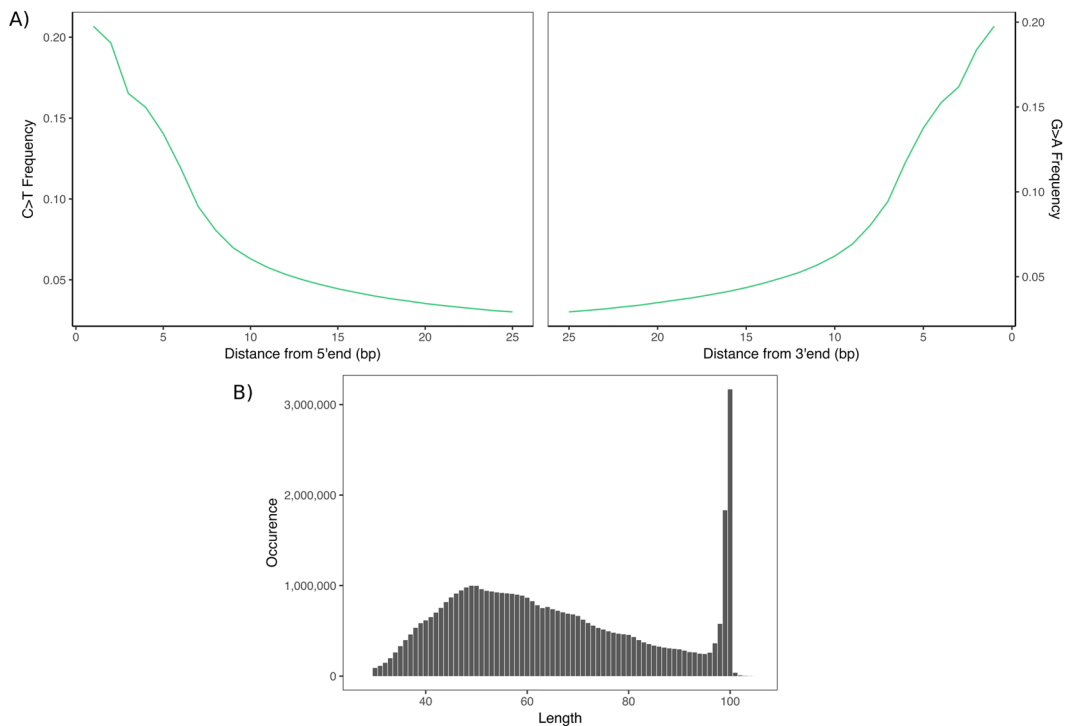 A)
C>T Frequency
0.20
0.15
0.10
0.05
0 5 10 15 20 25
Distance from 5'end (bp)
G>A Frequency
0.20
0.15
0.10
0.05
25 20 15 10 5 0
Distance from 3'end (bp)
B)
Occurence
3,000,000
2,000,000
1,000,000
0
40 60 80 100
Length